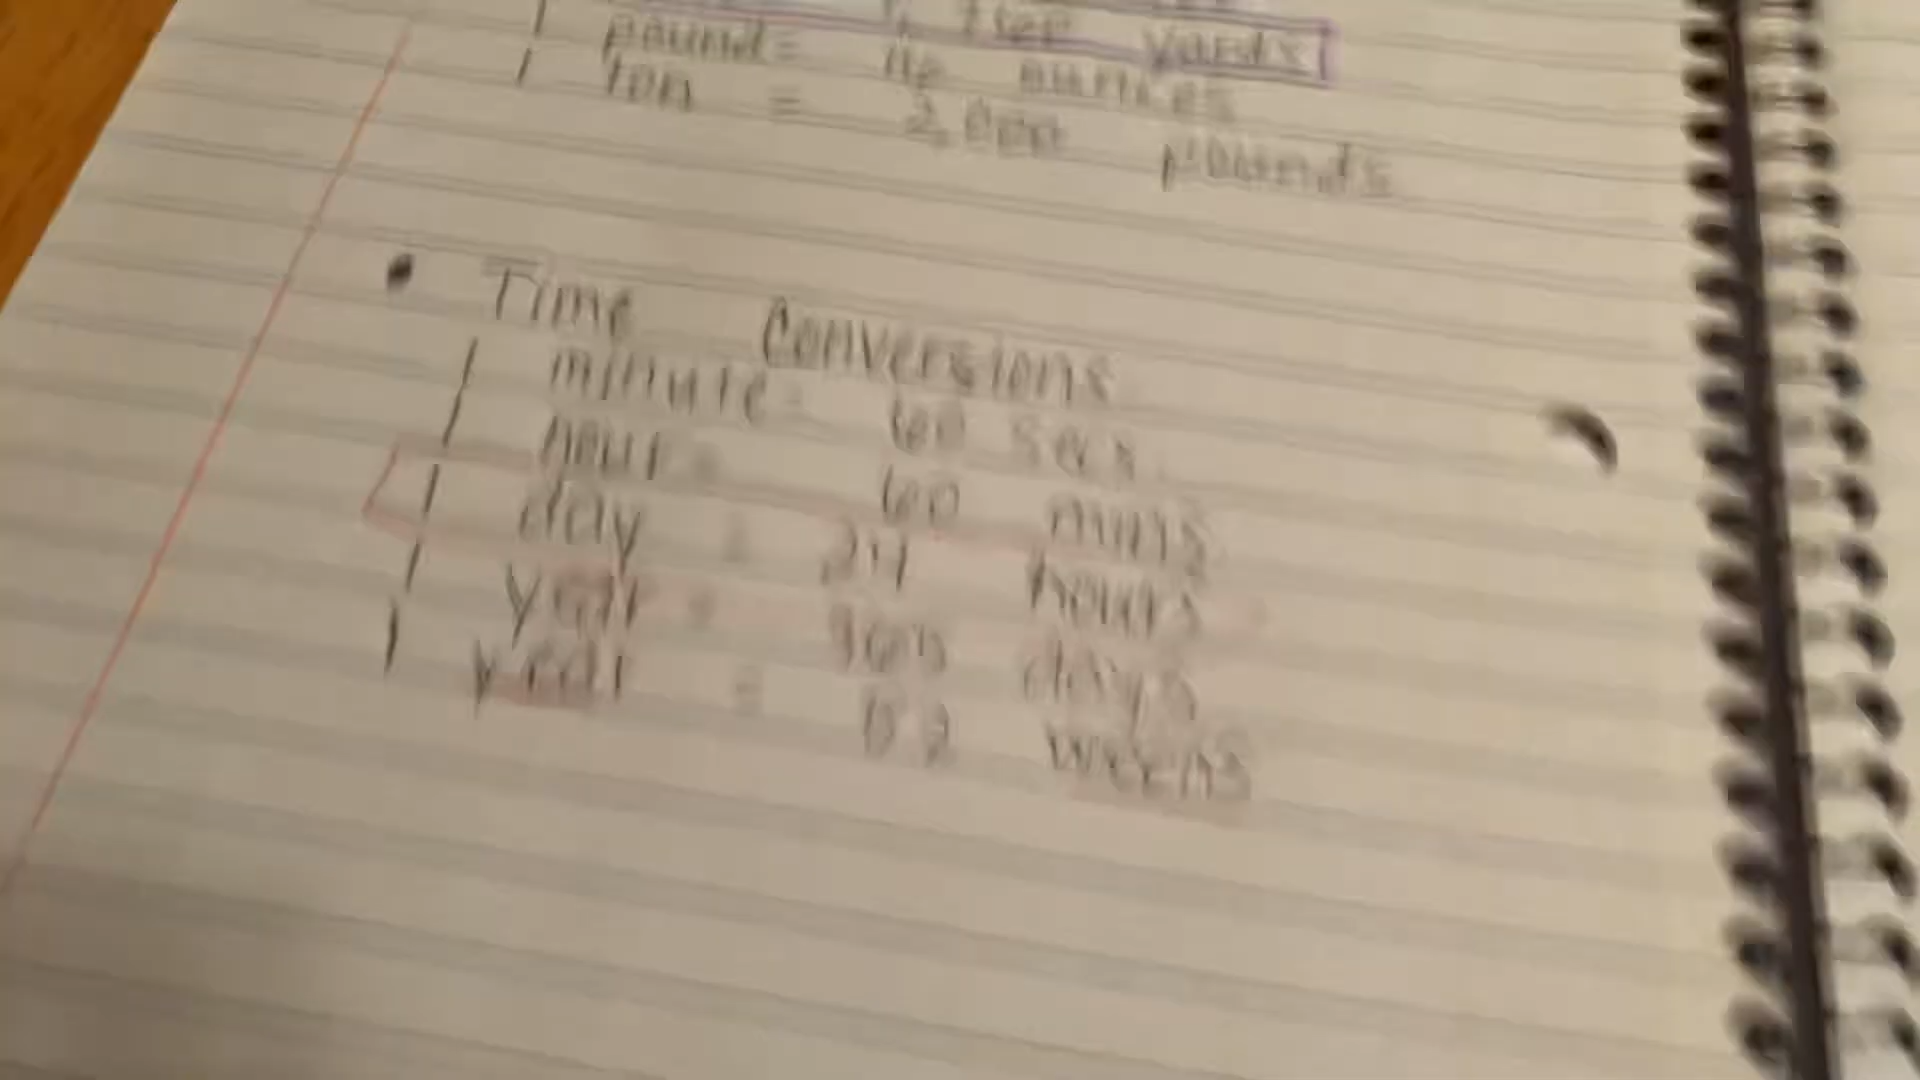 yards
1 pound = 16 ounces
1 ton = 2,000 pounds
• Time Conversions
1 minute = 60 secs.
1 hour = 60 mins.
1 day = 24 hours
1 year = days
1 year = 52 weeks